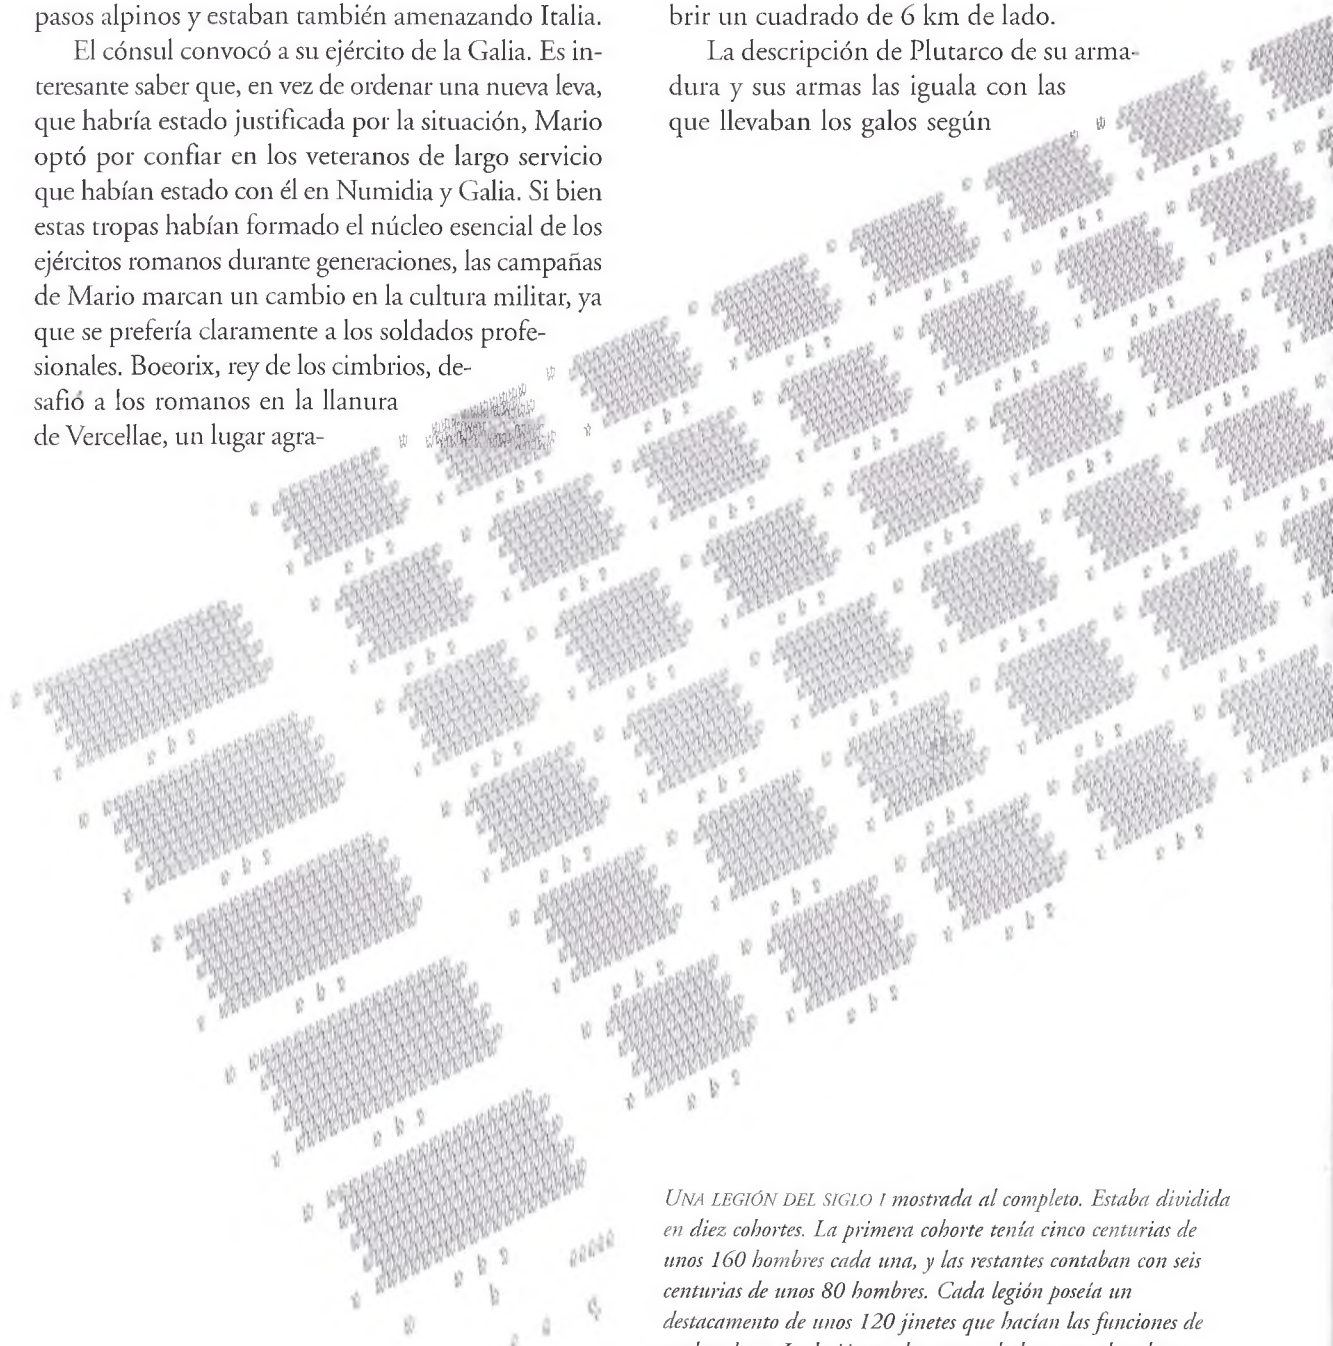 pasos alpinos y estaban también amenazando Italia.
El cónsul convocó a su ejército de la Galia. Es in-
teresante saber que, en vez de ordenar una nueva leva,
que habría estado justificada por la situación, Mario
optó por confiar en los veteranos de largo servicio
que habían estado con él en Numidia y Galia. Si bien
estas tropas habían formado el núcleo esencial de los
ejércitos romanos durante generaciones, las campañas
de Mario marcan un cambio en la cultura militar, ya
que se prefería claramente a los soldados profe-
sionales. Boeorix, rey de los cimbrios, de-
safió a los romanos en la llanura
de Vercellae, un lugar agra-
brir un cuadrado de 6 km de lado.
La descripción de Plutarco de su arma-
dura y sus armas las iguala con las
que llevaban los galos según
UNA LEGIÓN DEL SIGLO I mostrada al completo. Estaba dividida
en diez cohortes. La primera cohorte tenía cinco centurias de
unos 160 hombres cada una, y las restantes contaban con seis
centurias de unos 80 hombres. Cada legión poseía un
destacamento de unos 120 jinetes que hacían las funciones de